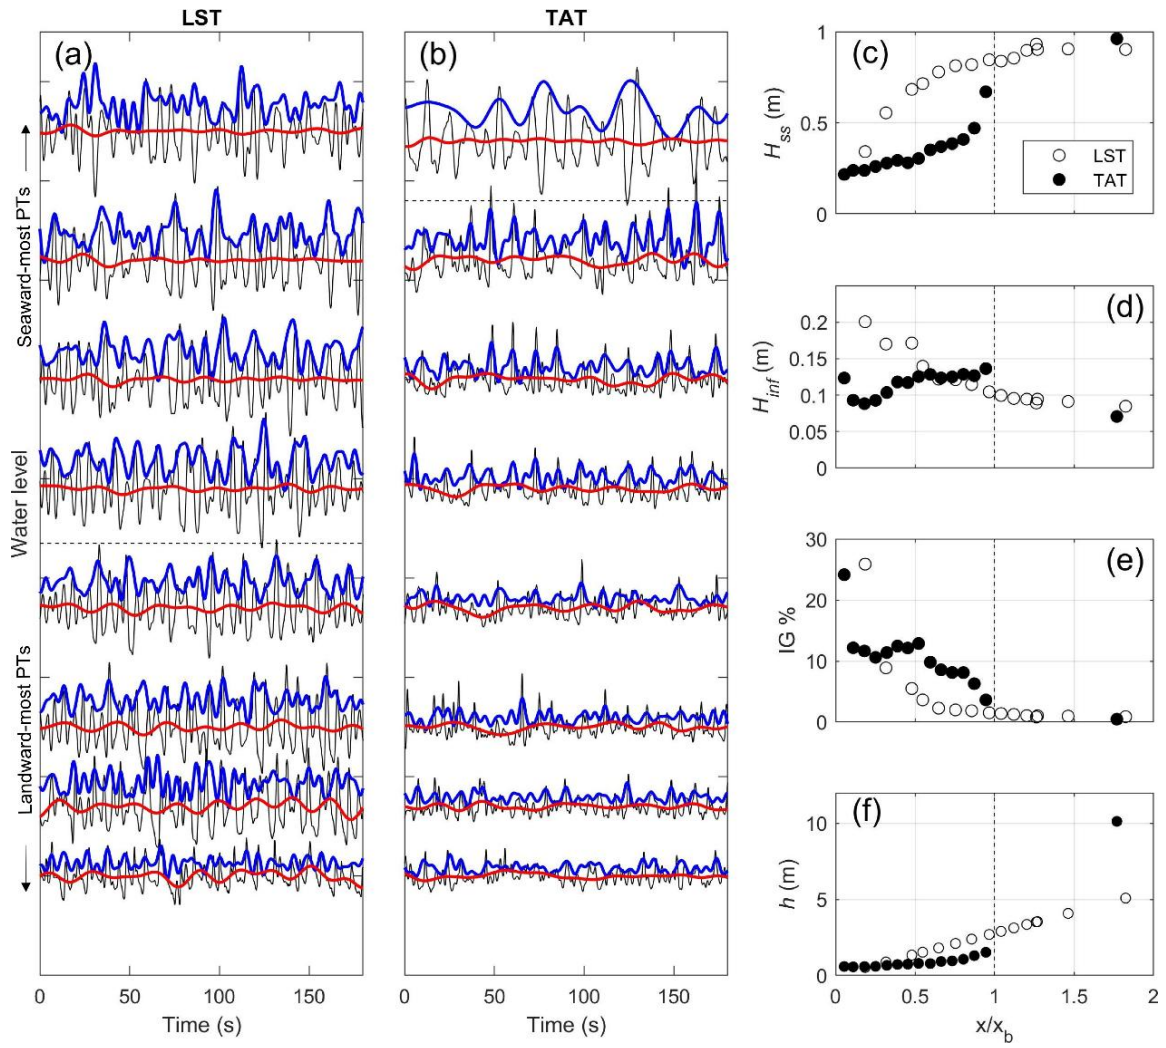 LST
(a)
Seaward-most PTs
Water level
Landward-most PTs
0 50 100 150
Time (s)
TAT
(b)
0 50 100 150
Time (s)
(c)
H_ss (m)
1
0.5
0
LST
TAT
(d)
H_inf (m)
0.2
0.15
0.1
0.05
0
(e)
IG %
30
20
10
0
(f)
h (m)
10
5
0
0 0.5 1 1.5 2
x/x_b